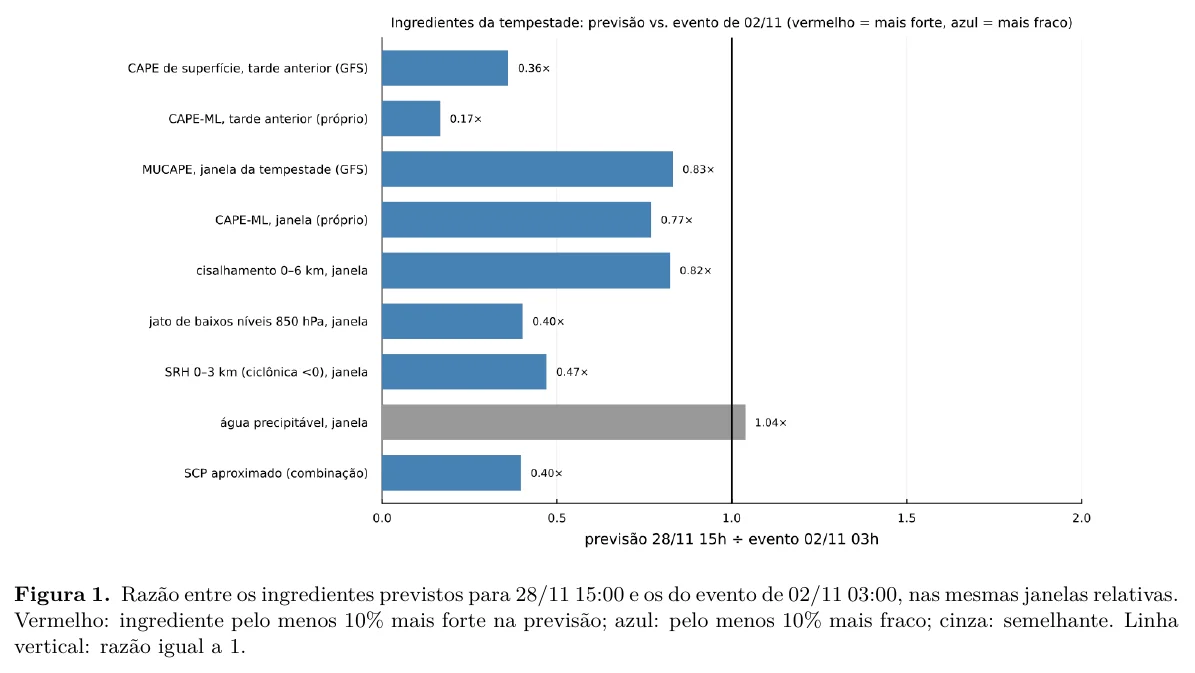 Ingredientes da tempestade: previsão vs. evento de 02/11 (vermelho = mais forte, azul = mais fraco)
CAPE de superfície, tarde anterior (GFS)
0.36×
CAPE-ML, tarde anterior (próprio)
0.17×
MUCAPE, janela da tempestade (GFS)
0.83×
CAPE-ML, janela (próprio)
0.77×
cisalhamento 0–6 km, janela
0.82×
jato de baixos níveis 850 hPa, janela
0.40×
SRH 0–3 km (ciclônica <0), janela
0.47×
água precipitável, janela
1.04×
SCP aproximado (combinação)
0.40×
0.0 0.5 1.0 1.5 2.0
previsão 28/11 15h ÷ evento 02/11 03h
Figura 1. Razão entre os ingredientes previstos para 28/11 15:00 e os do evento de 02/11 03:00, nas mesmas janelas relativas.
Vermelho: ingrediente pelo menos 10% mais forte na previsão; azul: pelo menos 10% mais fraco; cinza: semelhante. Linha
vertical: razão igual a 1.